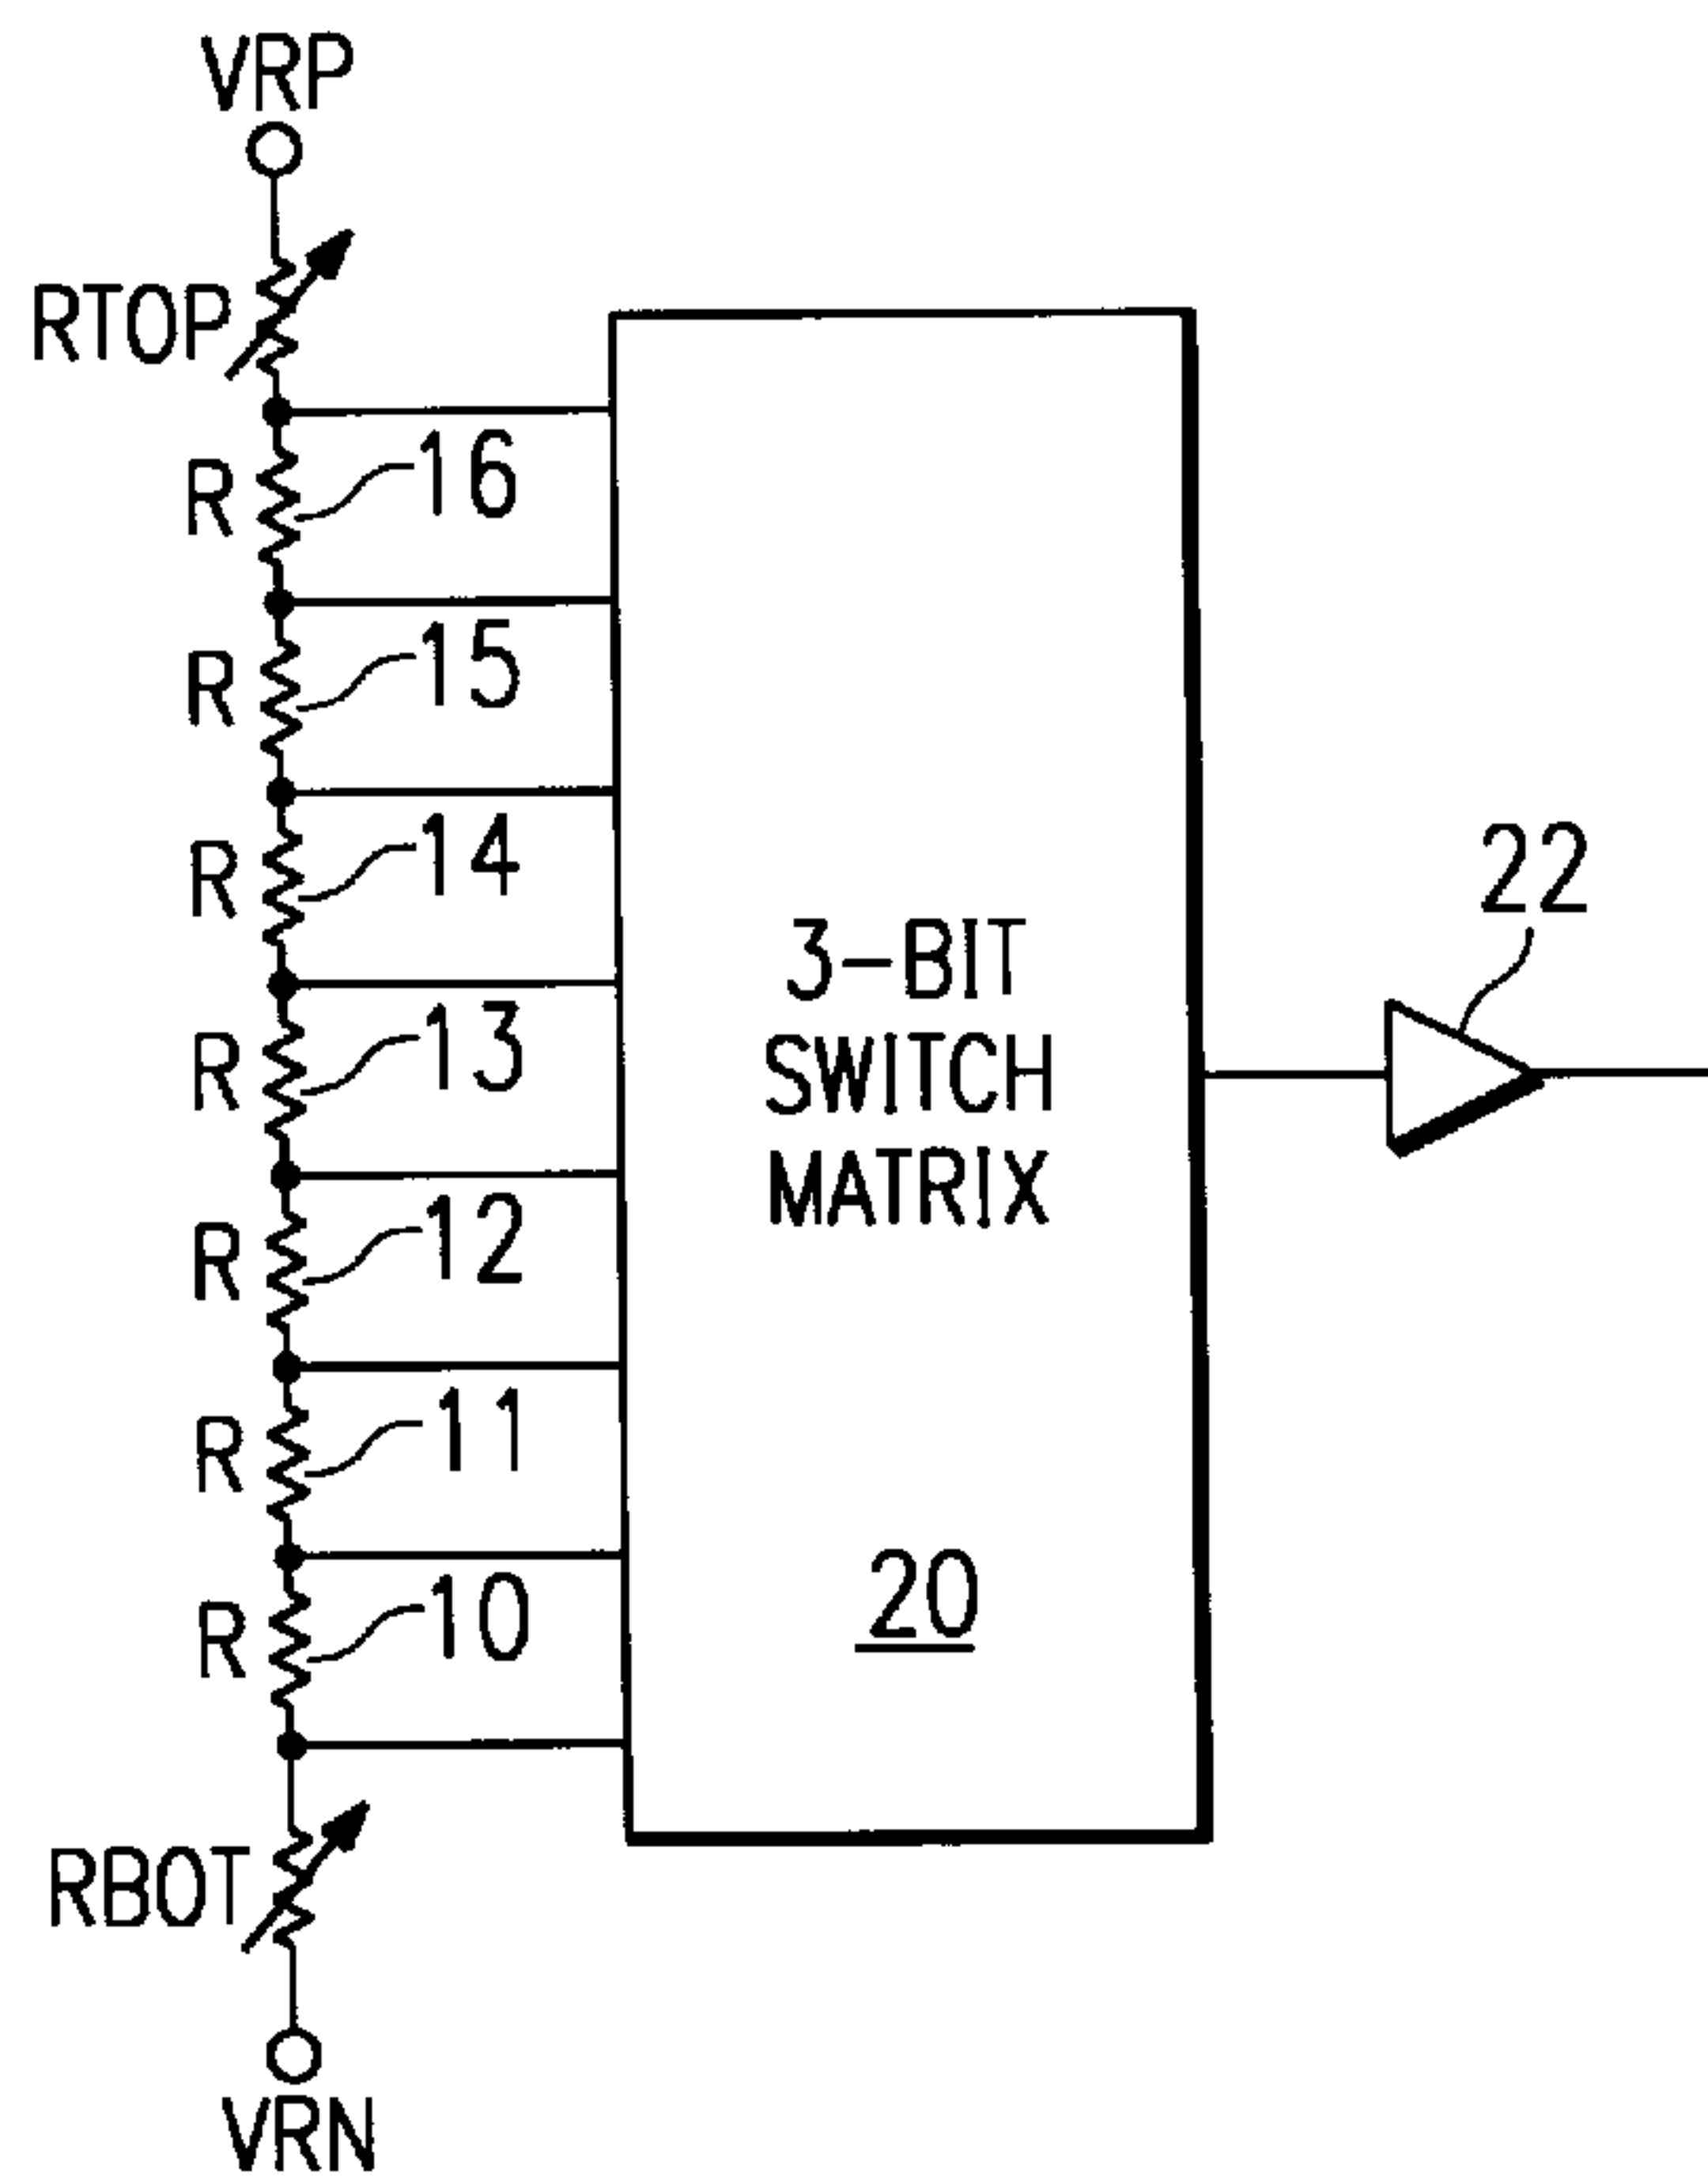 VRP
RTOP
R 16
R 15
R 14
R 13
R 12
R 11
R 10
RBOT
VRN
3-BIT
SWITCH
MATRIX
20
22